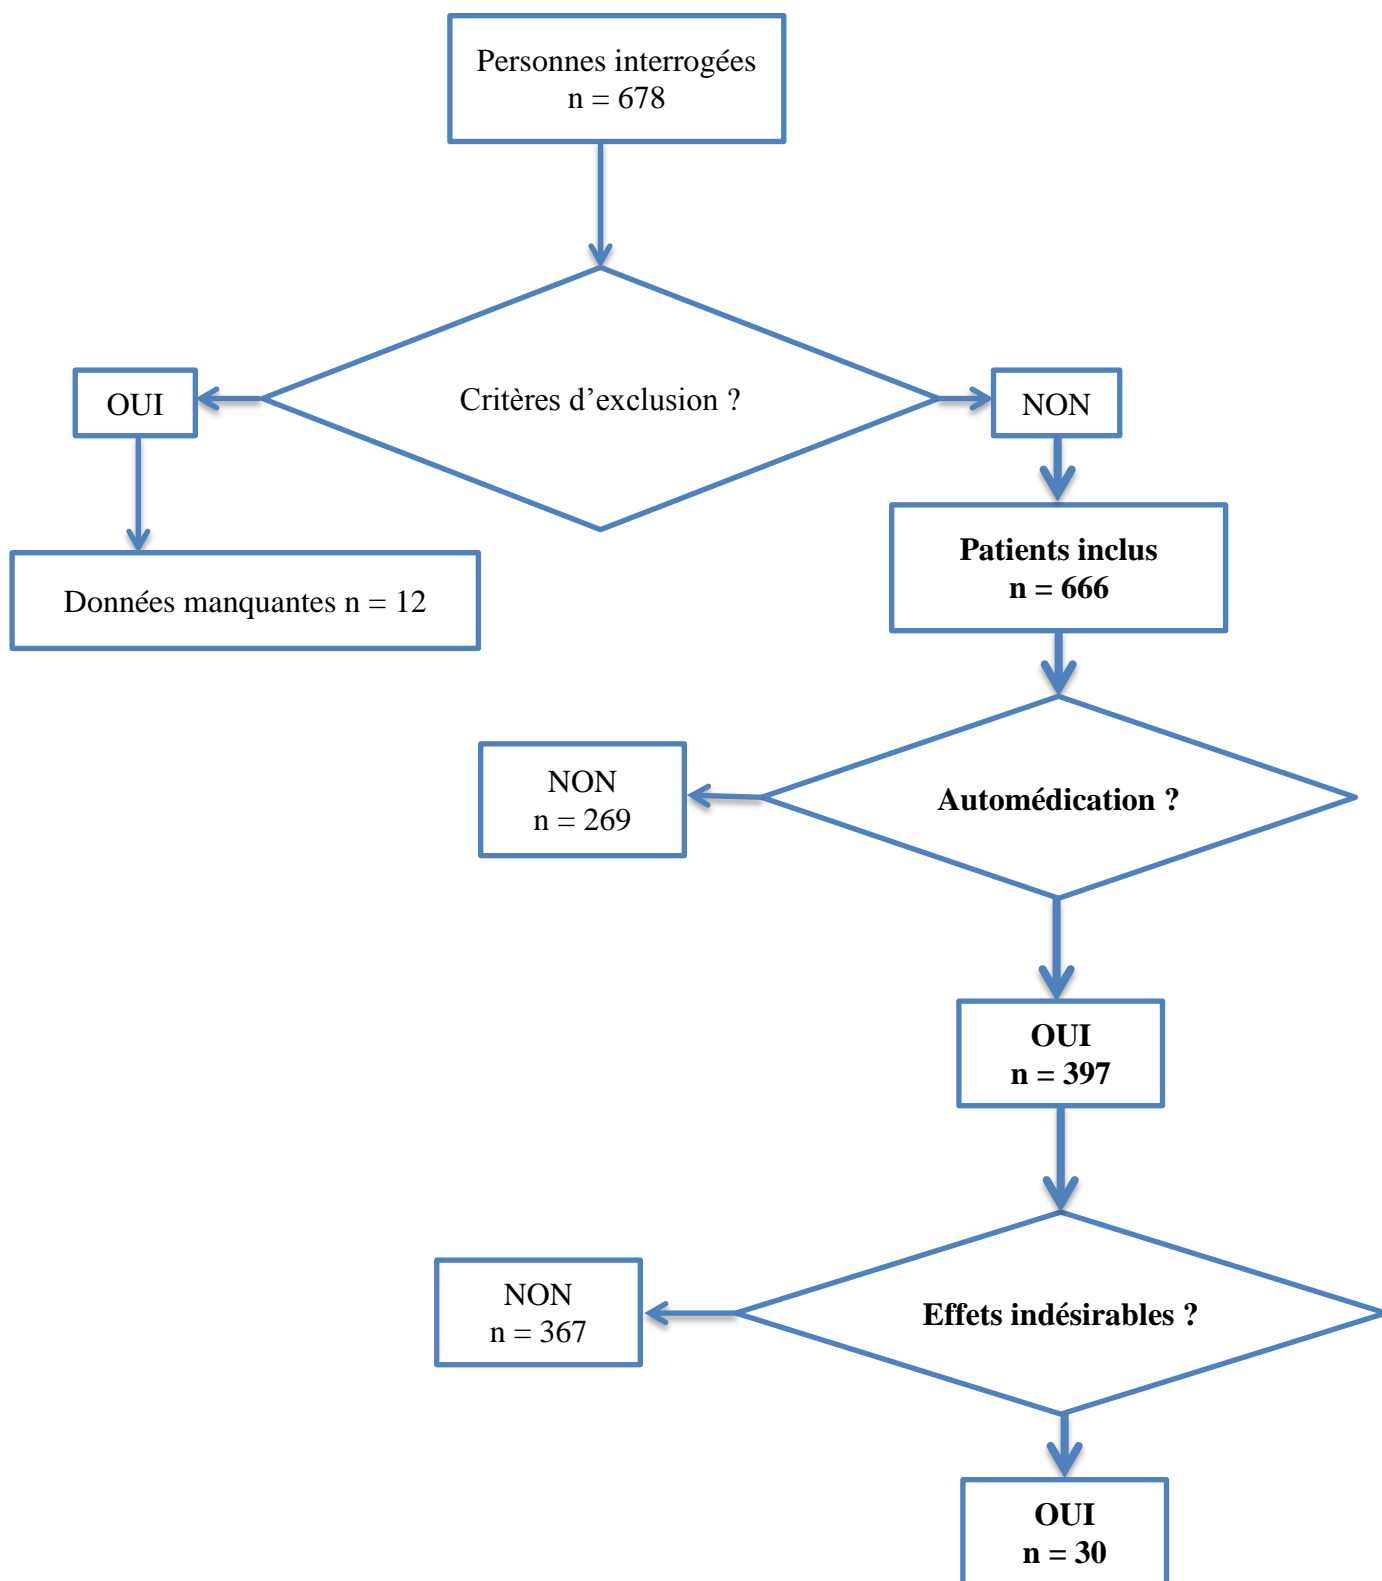 Personnes interrogées
n = 678
Critères d’exclusion ?
OUI
NON
Données manquantes n = 12
Patients inclus
n = 666
Automédication ?
NON
n = 269
OUI
n = 397
Effets indésirables ?
NON
n = 367
OUI
n = 30